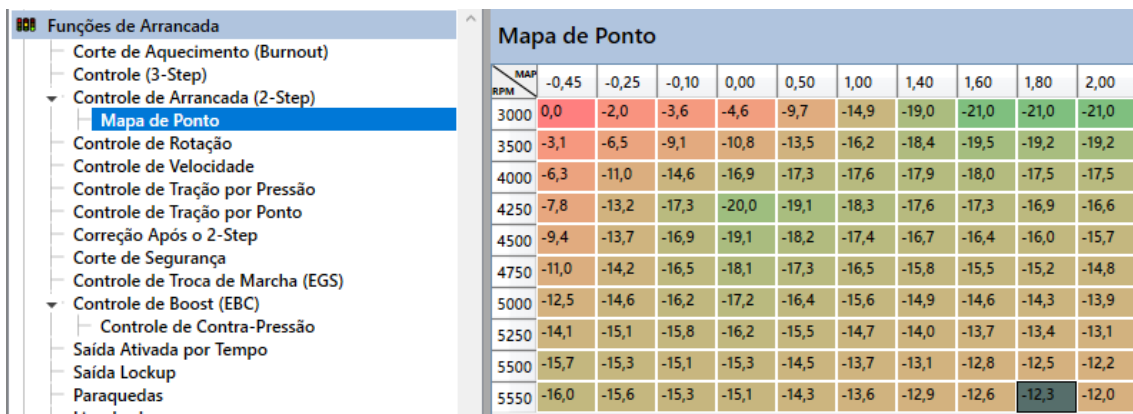 Funções de Arrancada
Corte de Aquecimento (Burnout)
Controle (3-Step)
Controle de Arrancada (2-Step)
Mapa de Ponto
Controle de Rotação
Controle de Velocidade
Controle de Tração por Pressão
Controle de Tração por Ponto
Correção Após o 2-Step
Corte de Segurança
Controle de Troca de Marcha (EGS)
Controle de Boost (EBC)
Controle de Contra-Pressão
Saída Ativada por Tempo
Saída Lockup
Paraquedas
Mapa de Ponto
MAP
RPM -0,45 -0,25 -0,10 0,00 0,50 1,00 1,40 1,60 1,80 2,00
3000 0,0 -2,0 -3,6 -4,6 -9,7 -14,9 -19,0 -21,0 -21,0 -21,0
3500 -3,1 -6,5 -9,1 -10,8 -13,5 -16,2 -18,4 -19,5 -19,2 -19,2
4000 -6,3 -11,0 -14,6 -16,9 -17,3 -17,6 -17,9 -18,0 -17,5 -17,5
4250 -7,8 -13,2 -17,3 -20,0 -19,1 -18,3 -17,6 -17,3 -16,9 -16,6
4500 -9,4 -13,7 -16,9 -19,1 -18,2 -17,4 -16,7 -16,4 -16,0 -15,7
4750 -11,0 -14,2 -16,5 -18,1 -17,3 -16,5 -15,8 -15,5 -15,2 -14,8
5000 -12,5 -14,6 -16,2 -17,2 -16,4 -15,6 -14,9 -14,6 -14,3 -13,9
5250 -14,1 -15,1 -15,8 -16,2 -15,5 -14,7 -14,0 -13,7 -13,4 -13,1
5500 -15,7 -15,3 -15,1 -15,3 -14,5 -13,7 -13,1 -12,8 -12,5 -12,2
5550 -16,0 -15,6 -15,3 -15,1 -14,3 -13,6 -12,9 -12,6 -12,3 -12,0